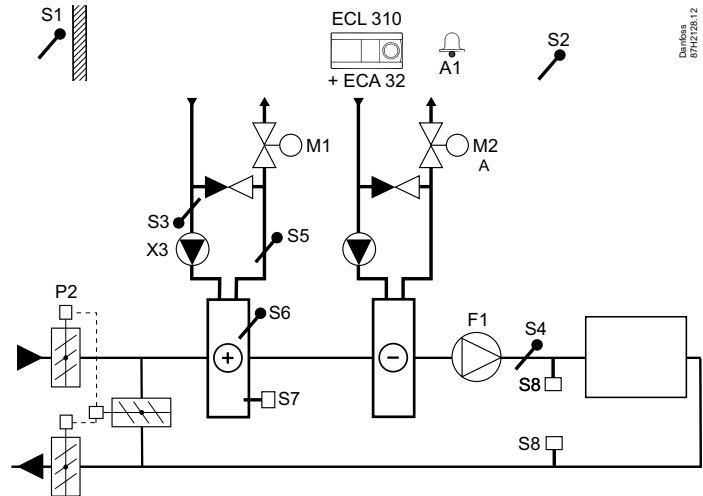 S1
ECL 310
A1
+ ECA 32
S2
Danfoss
87H2128.12
M1
M2
A
S3
X3
S5
P2
S6
+
S7
−
F1
S4
S8
S8